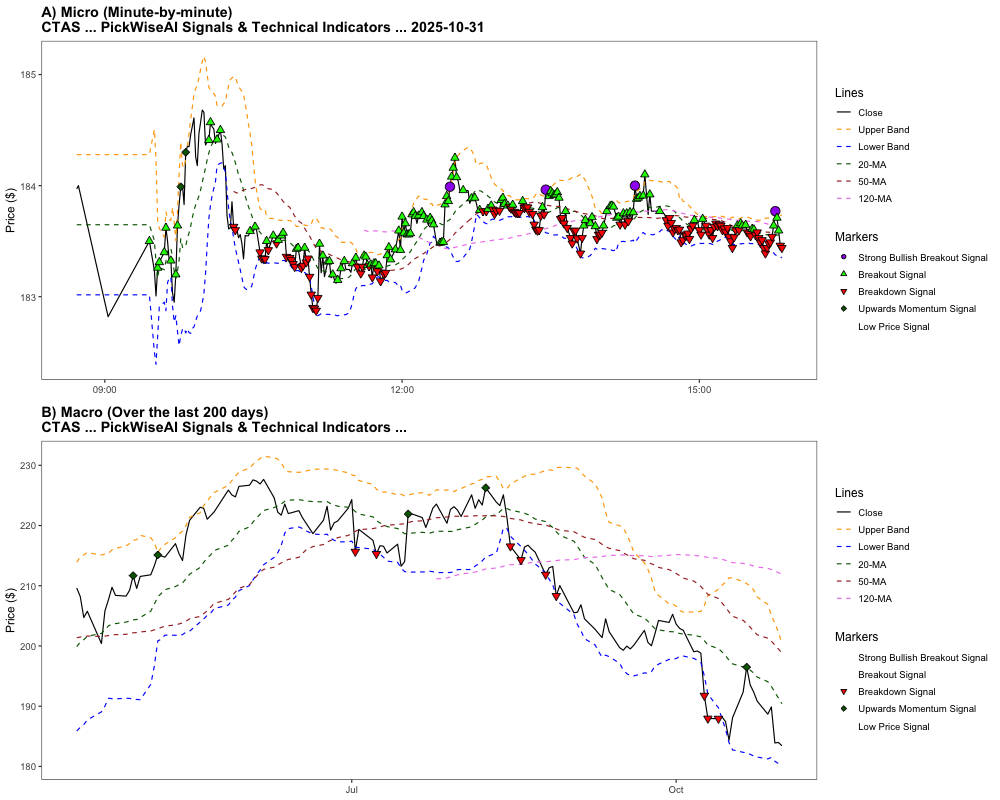 A) Micro (Minute-by-minute)
CTAS ... PickWiseAI Signals & Technical Indicators ... 2025-10-31
Price ($)
185
184
183
09:00
12:00
15:00
Lines
Close
Upper Band
Lower Band
20-MA
50-MA
120-MA
Markers
Strong Bullish Breakout Signal
Breakout Signal
Breakdown Signal
Upwards Momentum Signal
Low Price Signal
B) Macro (Over the last 200 days)
CTAS ... PickWiseAI Signals & Technical Indicators ...
Price ($)
230
220
210
200
190
180
Jul
Oct
Lines
Close
Upper Band
Lower Band
20-MA
50-MA
120-MA
Markers
Strong Bullish Breakout Signal
Breakout Signal
Breakdown Signal
Upwards Momentum Signal
Low Price Signal